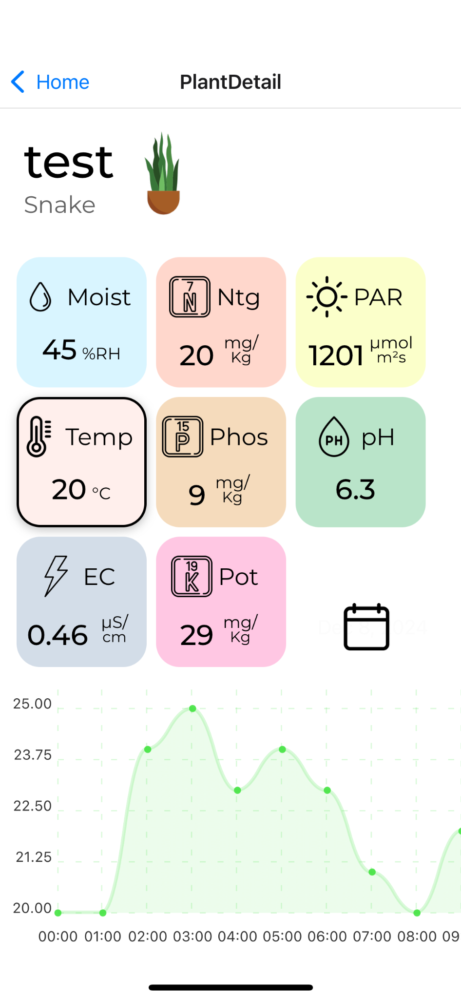 Home
PlantDetail
test
Snake
Moist
45 %RH
7
N
Ntg
20 mg/
Kg
PAR
1201 μmol
m²s
Temp
20 °C
15
P
Phos
9 mg/
Kg
PH
pH
6.3
EC
0.46 μS/
cm
19
K
Pot
29 mg/
Kg
25.00
23.75
22.50
21.25
20.00
00:00 01:00 02:00 03:00 04:00 05:00 06:00 07:00 08:00 09